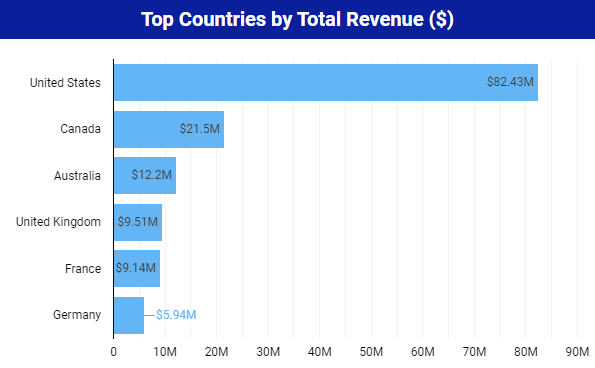 Top Countries by Total Revenue ($)
United States $82.43M
Canada $21.5M
Australia $12.2M
United Kingdom $9.51M
France $9.14M
Germany $5.94M
0 10M 20M 30M 40M 50M 60M 70M 80M 90M